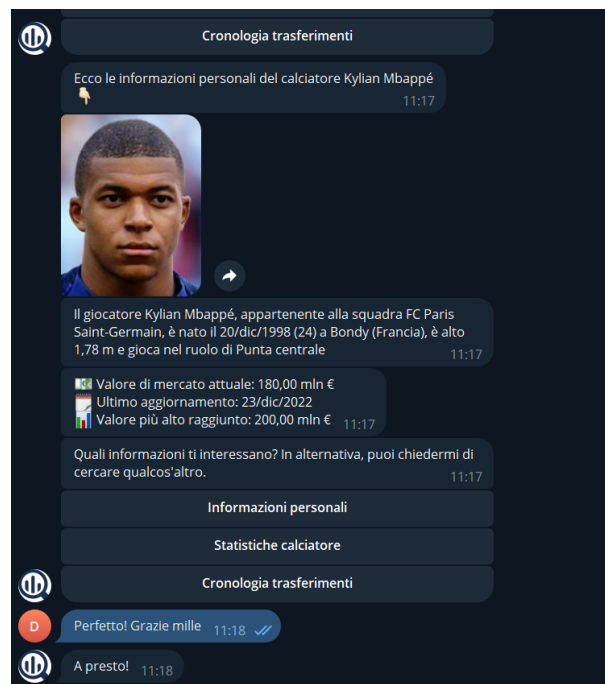 Cronologia trasferimenti
Ecco le informazioni personali del calciatore Kylian Mbappé
👇🏻
11:17
Il giocatore Kylian Mbappé, appartenente alla squadra FC Paris
Saint-Germain, è nato il 20/dic/1998 (24) a Bondy (Francia), è alto
1,78 m e gioca nel ruolo di Punta centrale 11:17
💵 Valore di mercato attuale: 180,00 mln €
🗓 Ultimo aggiornamento: 23/dic/2022
📊 Valore più alto raggiunto: 200,00 mln € 11:17
Quali informazioni ti interessano? In alternativa, puoi chiedermi di
cercare qualcos'altro. 11:17
Informazioni personali
Statistiche calciatore
Cronologia trasferimenti
D Perfetto! Grazie mille 11:18
A presto! 11:18